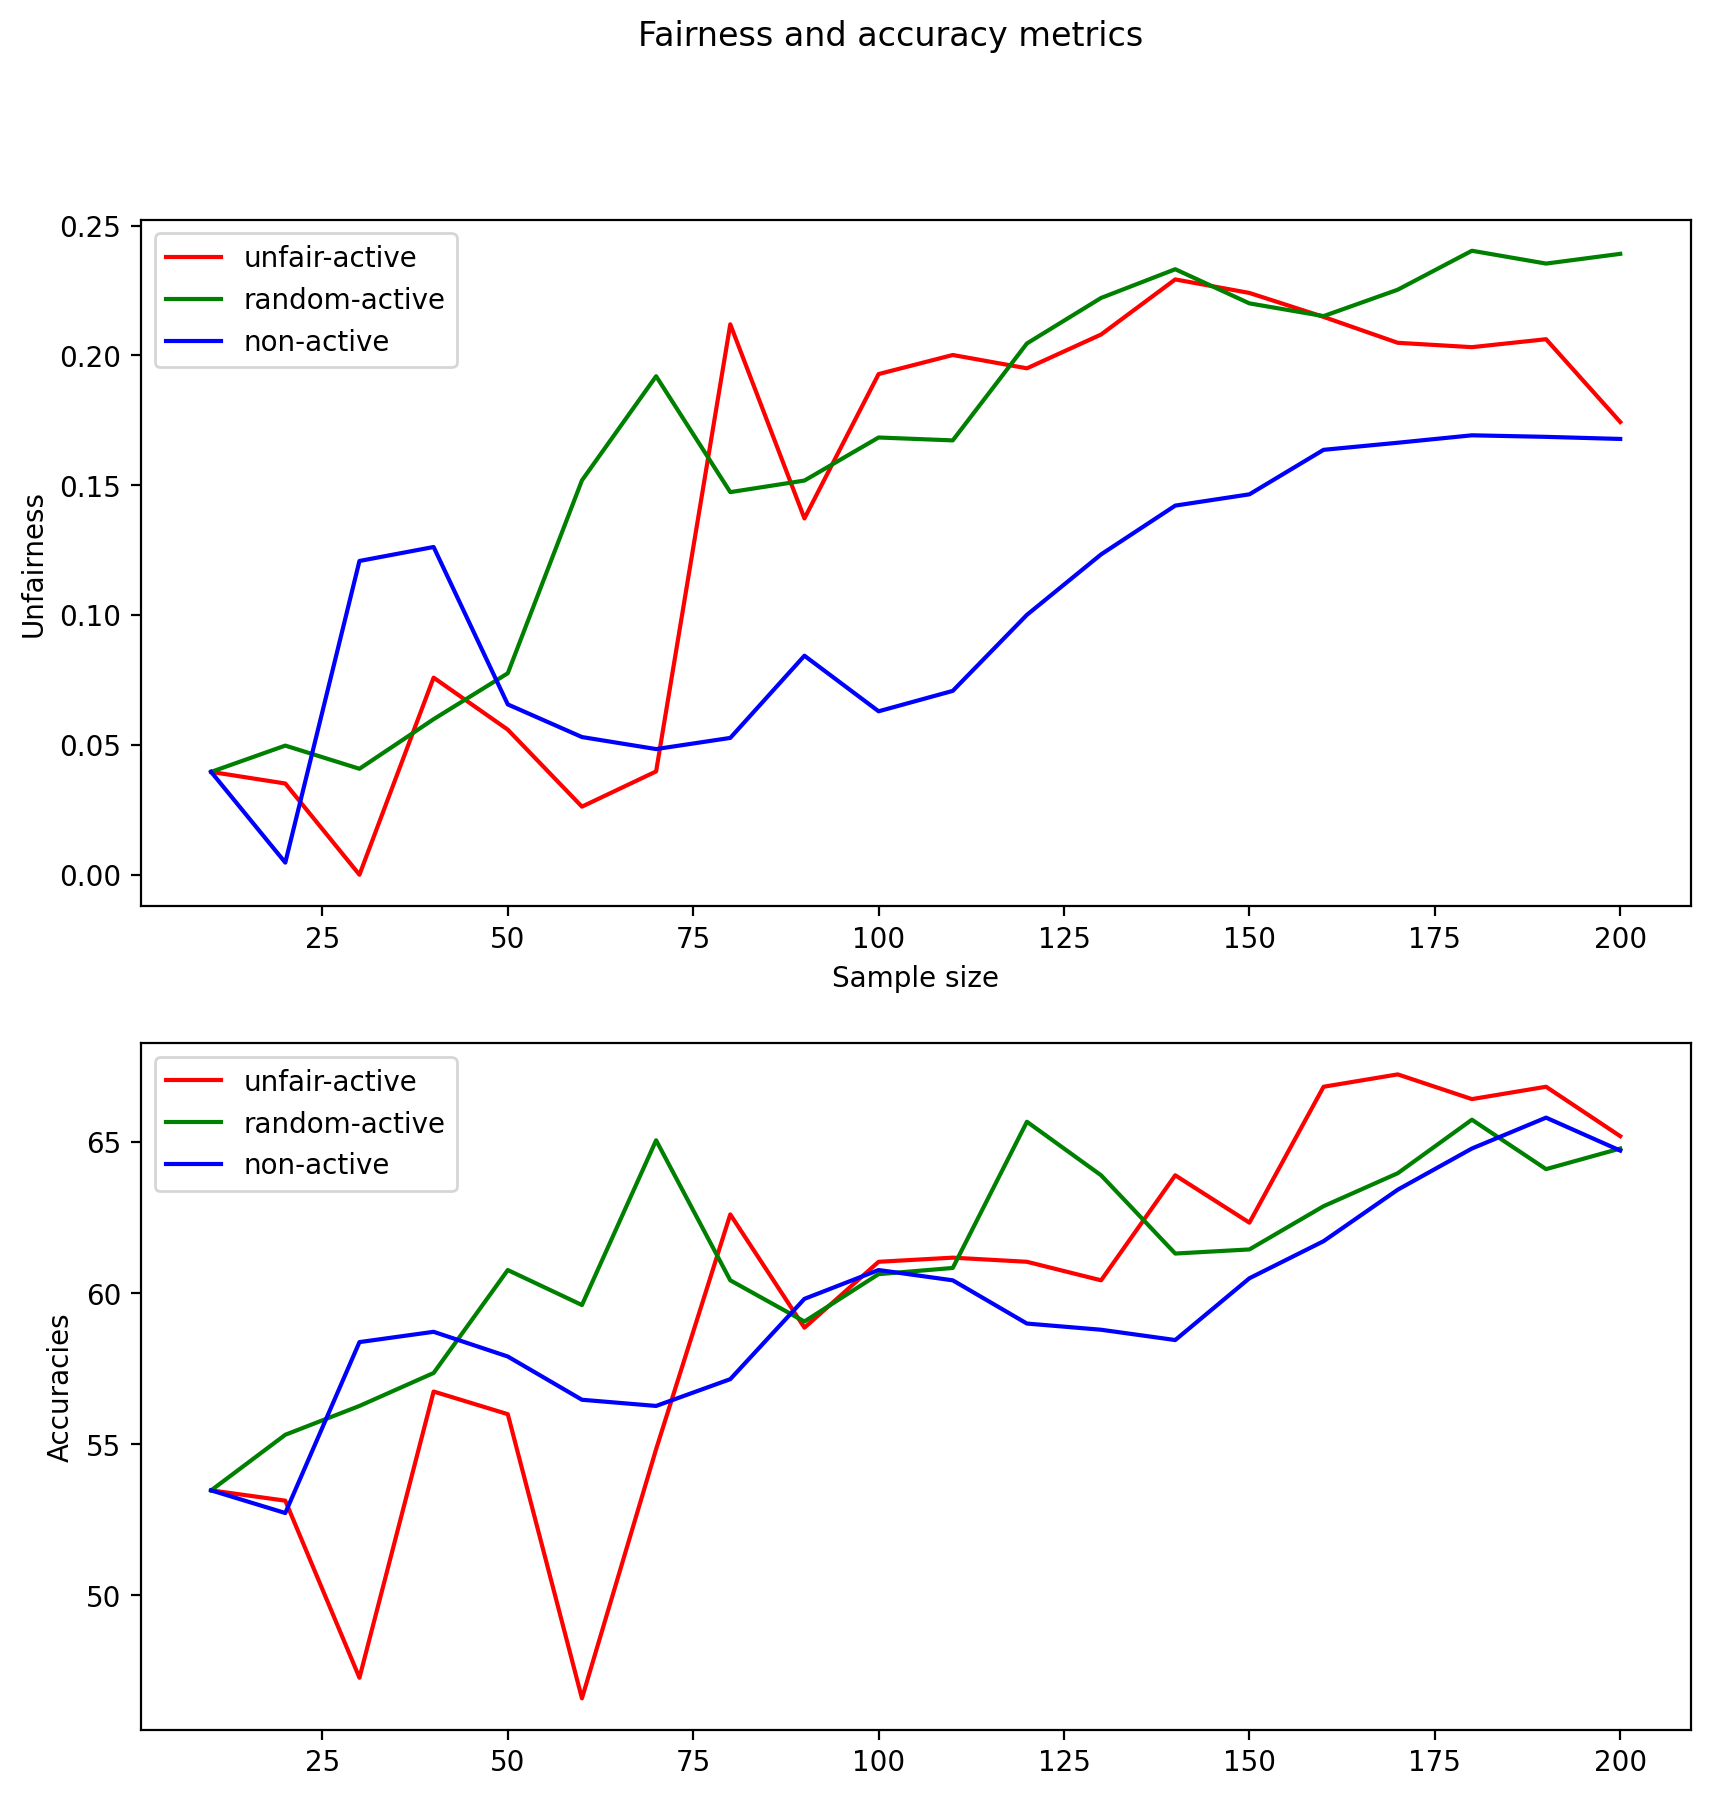 Fairness and accuracy metrics
0.25
0.20
0.15
0.10
0.05
0.00
Unfairness
unfair-active
random-active
non-active
25 50 75 100 125 150 175 200
Sample size
65
60
55
50
Accuracies
unfair-active
random-active
non-active
25 50 75 100 125 150 175 200